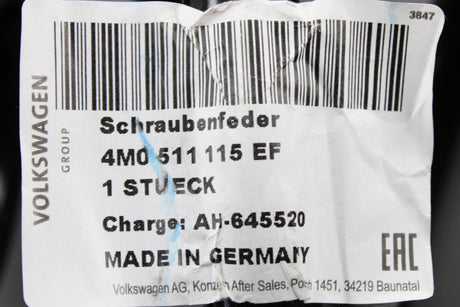 3847
VOLKSWAGEN
GROUP
Schraubenfeder
4M0 511 115 EF
1 STUECK
Charge: AH-645520
MADE IN GERMANY
EAC
Volkswagen AG, Konzern After Sales, Post 1451, 34219 Baunatal